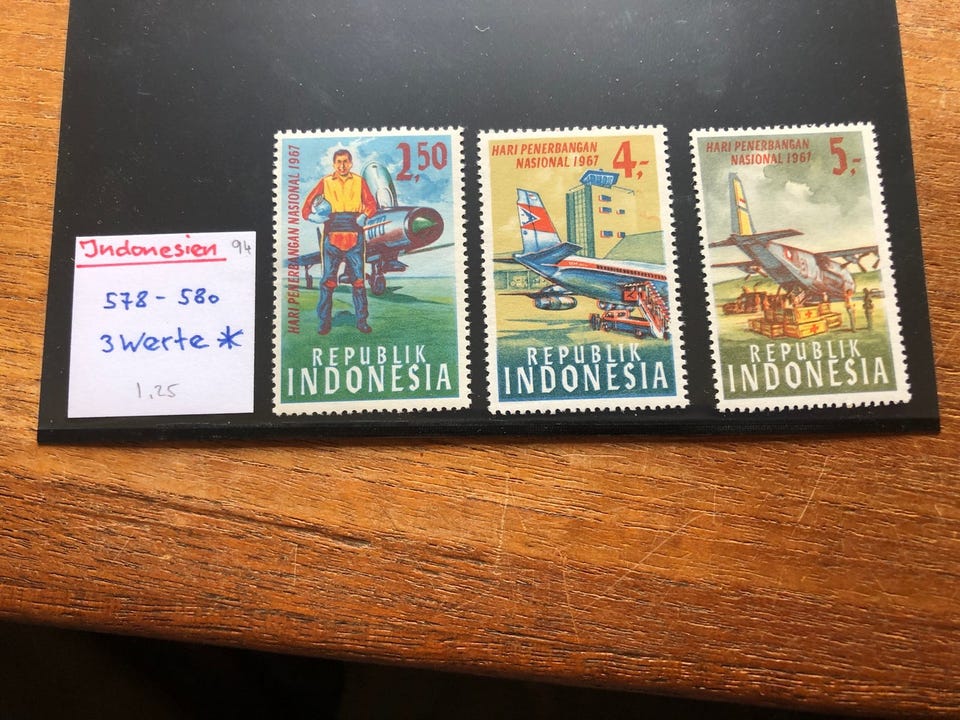 Indonesien 94
578 - 580
3 Werte *
1.25
HARI PENERBANGAN NASIONAL 1967
2,50
REPUBLIK
INDONESIA
HARI PENERBANGAN
NASIONAL 1967
4,-
REPUBLIK
INDONESIA
HARI PENERBANGAN
NASIONAL 1967
5,-
REPUBLIK
INDONESIA